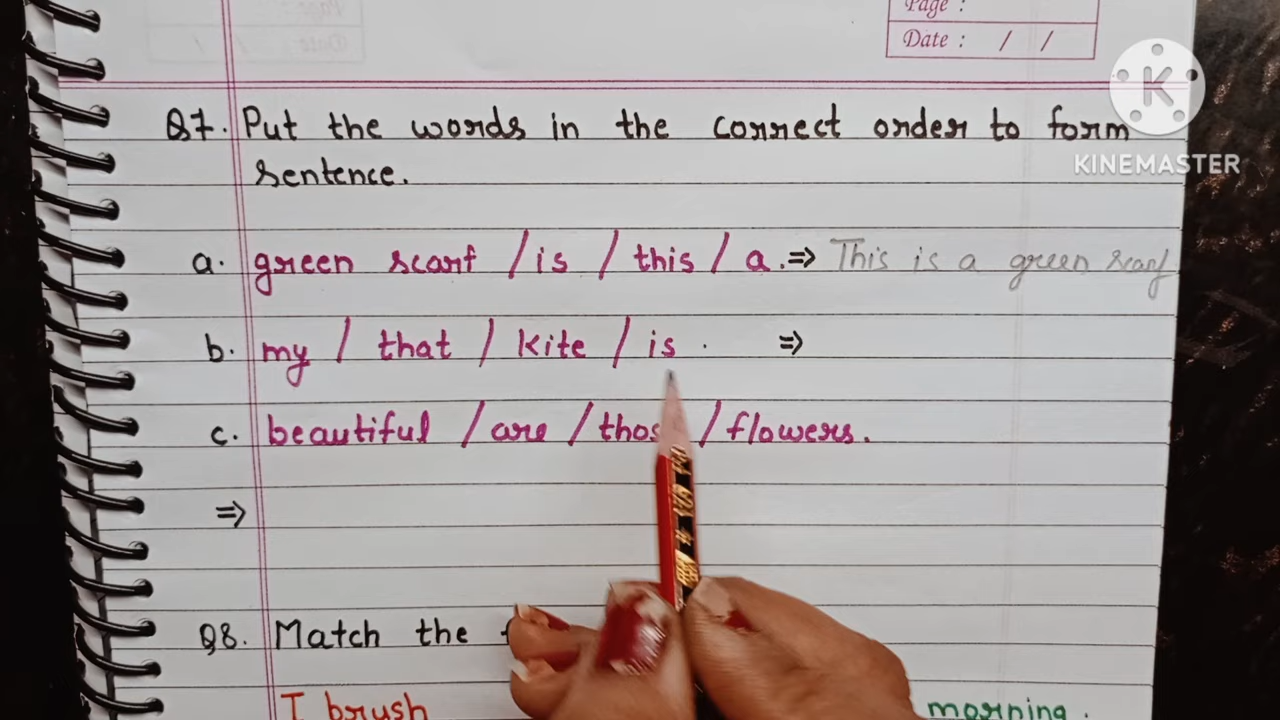 Page :
Date : / /
K
KINEMASTER
Q7. Put the words in the correct order to form
sentence.
a. green scarf / is / this / a. ⇒ This is a green scarf
b. my / that / kite / is . ⇒
c. beautiful / are / thos / flowers.
⇒
Q8. Match the
I brush
morning.